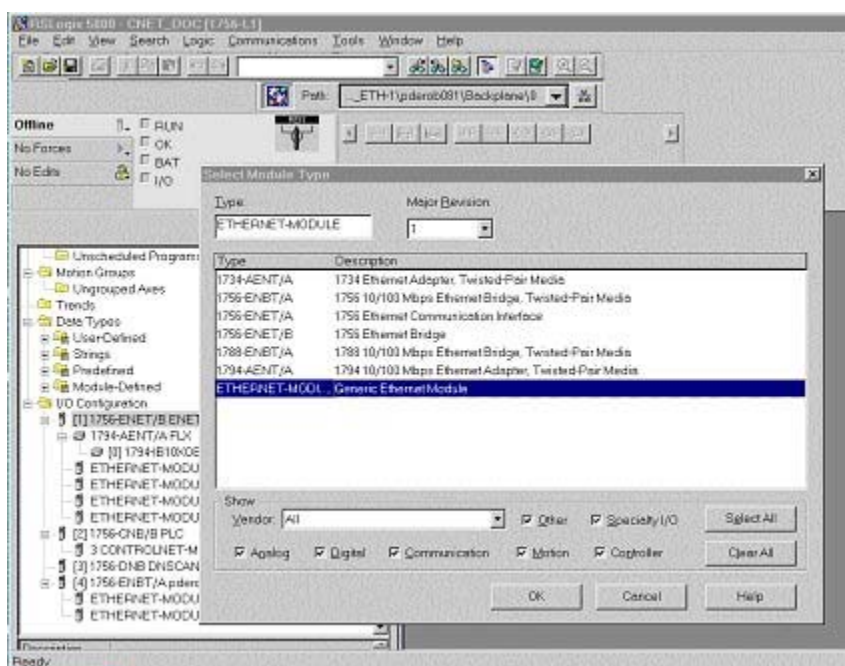 RSLogix 5000 - CNET_DOC [1756-L1]
File Edit View Search Logic Communications Tools Window Help
Path: ..._ETH-1\pderob081\Backplane\0
Offline
RUN
No Forces
OK
BAT
No Edits
I/O
Select Module Type
Type:
Major Revision:
ETHERNET-MODULE
1
Type Description
1734-AENT/A 1734 Ethernet Adapter, Twisted-Pair Media
1756-ENBT/A 1756 10/100 Mbps Ethernet Bridge, Twisted-Pair Media
1756-ENET/A 1756 Ethernet Communication Interface
1756-ENET/B 1756 Ethernet Bridge
1788-ENBT/A 1788 10/100 Mbps Ethernet Bridge, Twisted-Pair Media
1794-AENT/A 1794 10/100 Mbps Ethernet Adapter, Twisted-Pair Media
ETHERNET-MODU... Generic Ethernet Module
Show
Vendor: All
Other
Specialty I/O
Select All
Analog
Digital
Communication
Motion
Controller
Clear All
OK
Cancel
Help
Unscheduled Programs
Motion Groups
Ungrouped Axes
Trends
Data Types
User-Defined
Strings
Predefined
Module-Defined
I/O Configuration
[1] 1756-ENET/B ENET
1794-AENT/A FLX
[0] 1794-IB10XOB
ETHERNET-MODU
ETHERNET-MODU
ETHERNET-MODU
ETHERNET-MODU
[2] 1756-CNB/B PLC
3 CONTROLNET-M
[3] 1756-DNB DNSCAN
[4] 1756-ENBT/A pdero
ETHERNET-MODU
ETHERNET-MODU
Description
Ready